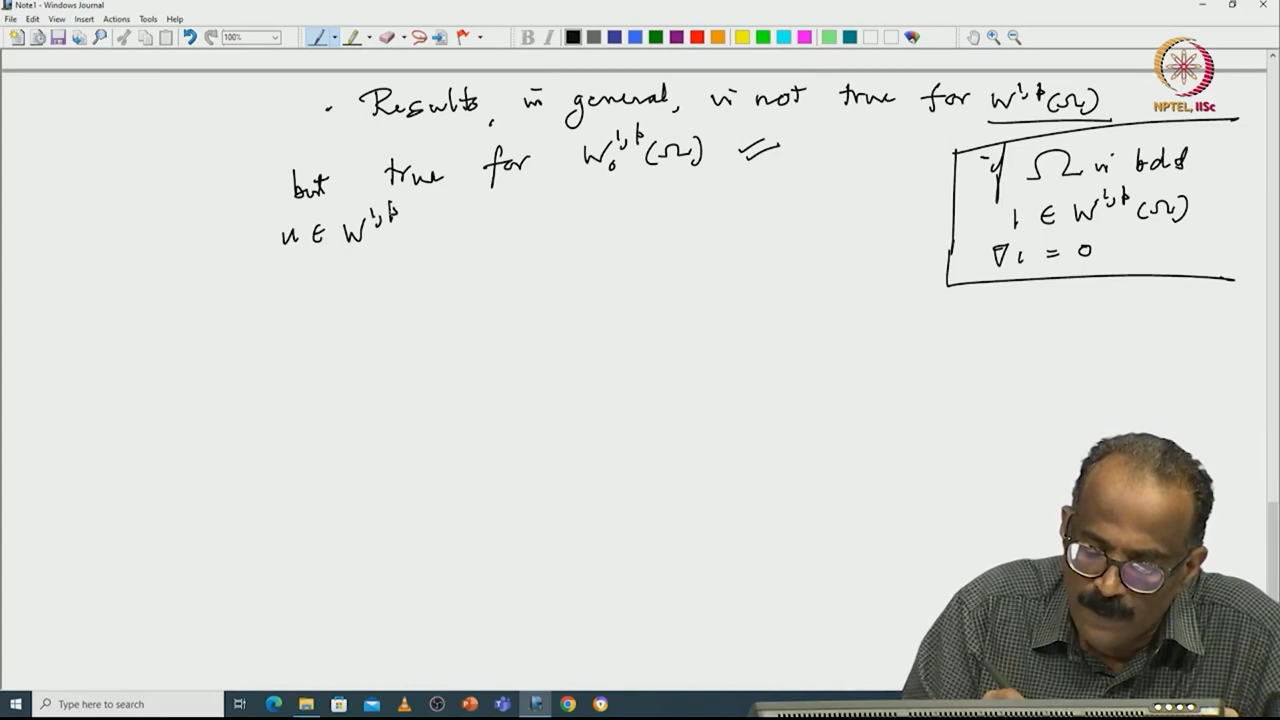 Note1 - Windows Journal
File Edit View Insert Actions Tools Help
100%
B I
NPTEL, IISc
. Results, in general, is not true for W^{1,p}(Ω)
but true for W_0^{1,p}(Ω)
u ∈ W^{1,p}
if Ω is bdd
1 ∈ W^{1,p}(Ω)
∇1 = 0
Type here to search